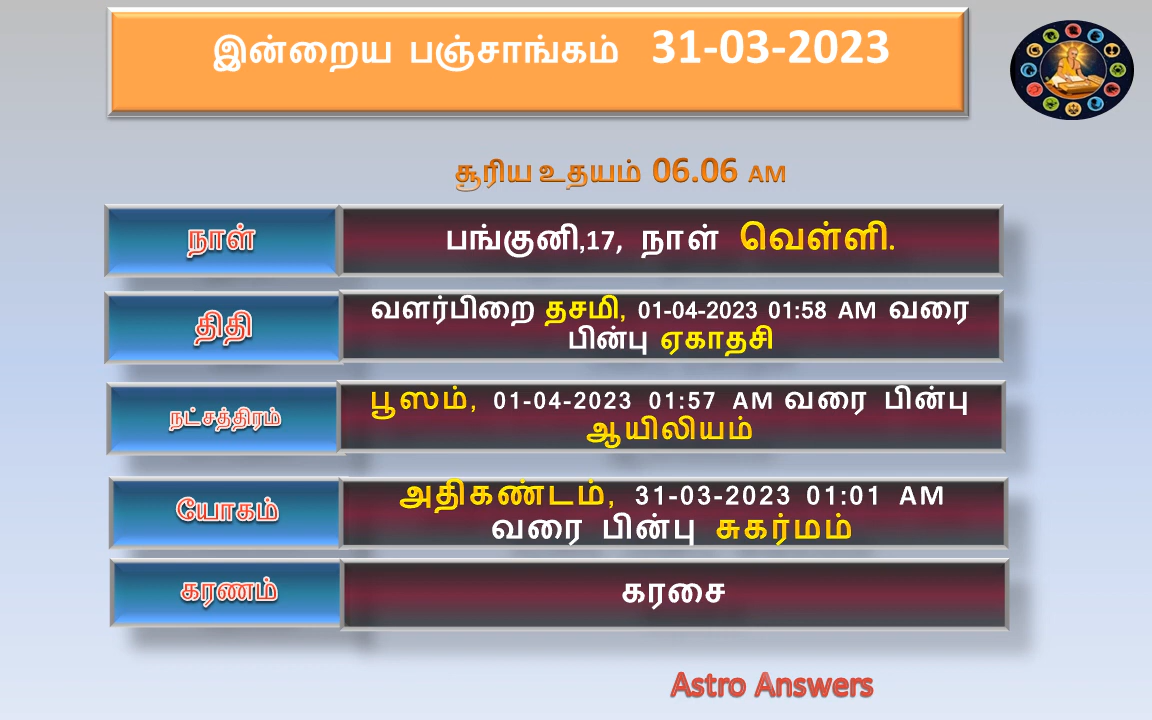 இன்றைய பஞ்சாங்கம் 31-03-2023
சூரிய உதயம் 06.06 AM
நாள்
பங்குனி,17, நாள் வெள்ளி.
திதி
வளர்பிறை தசமி, 01-04-2023 01:58 AM வரை
பின்பு ஏகாதசி
நட்சத்திரம்
பூஸம், 01-04-2023 01:57 AM வரை பின்பு
ஆயிலியம்
யோகம்
அதிகண்டம், 31-03-2023 01:01 AM
வரை பின்பு சுகர்மம்
கரணம்
கரசை
Astro Answers